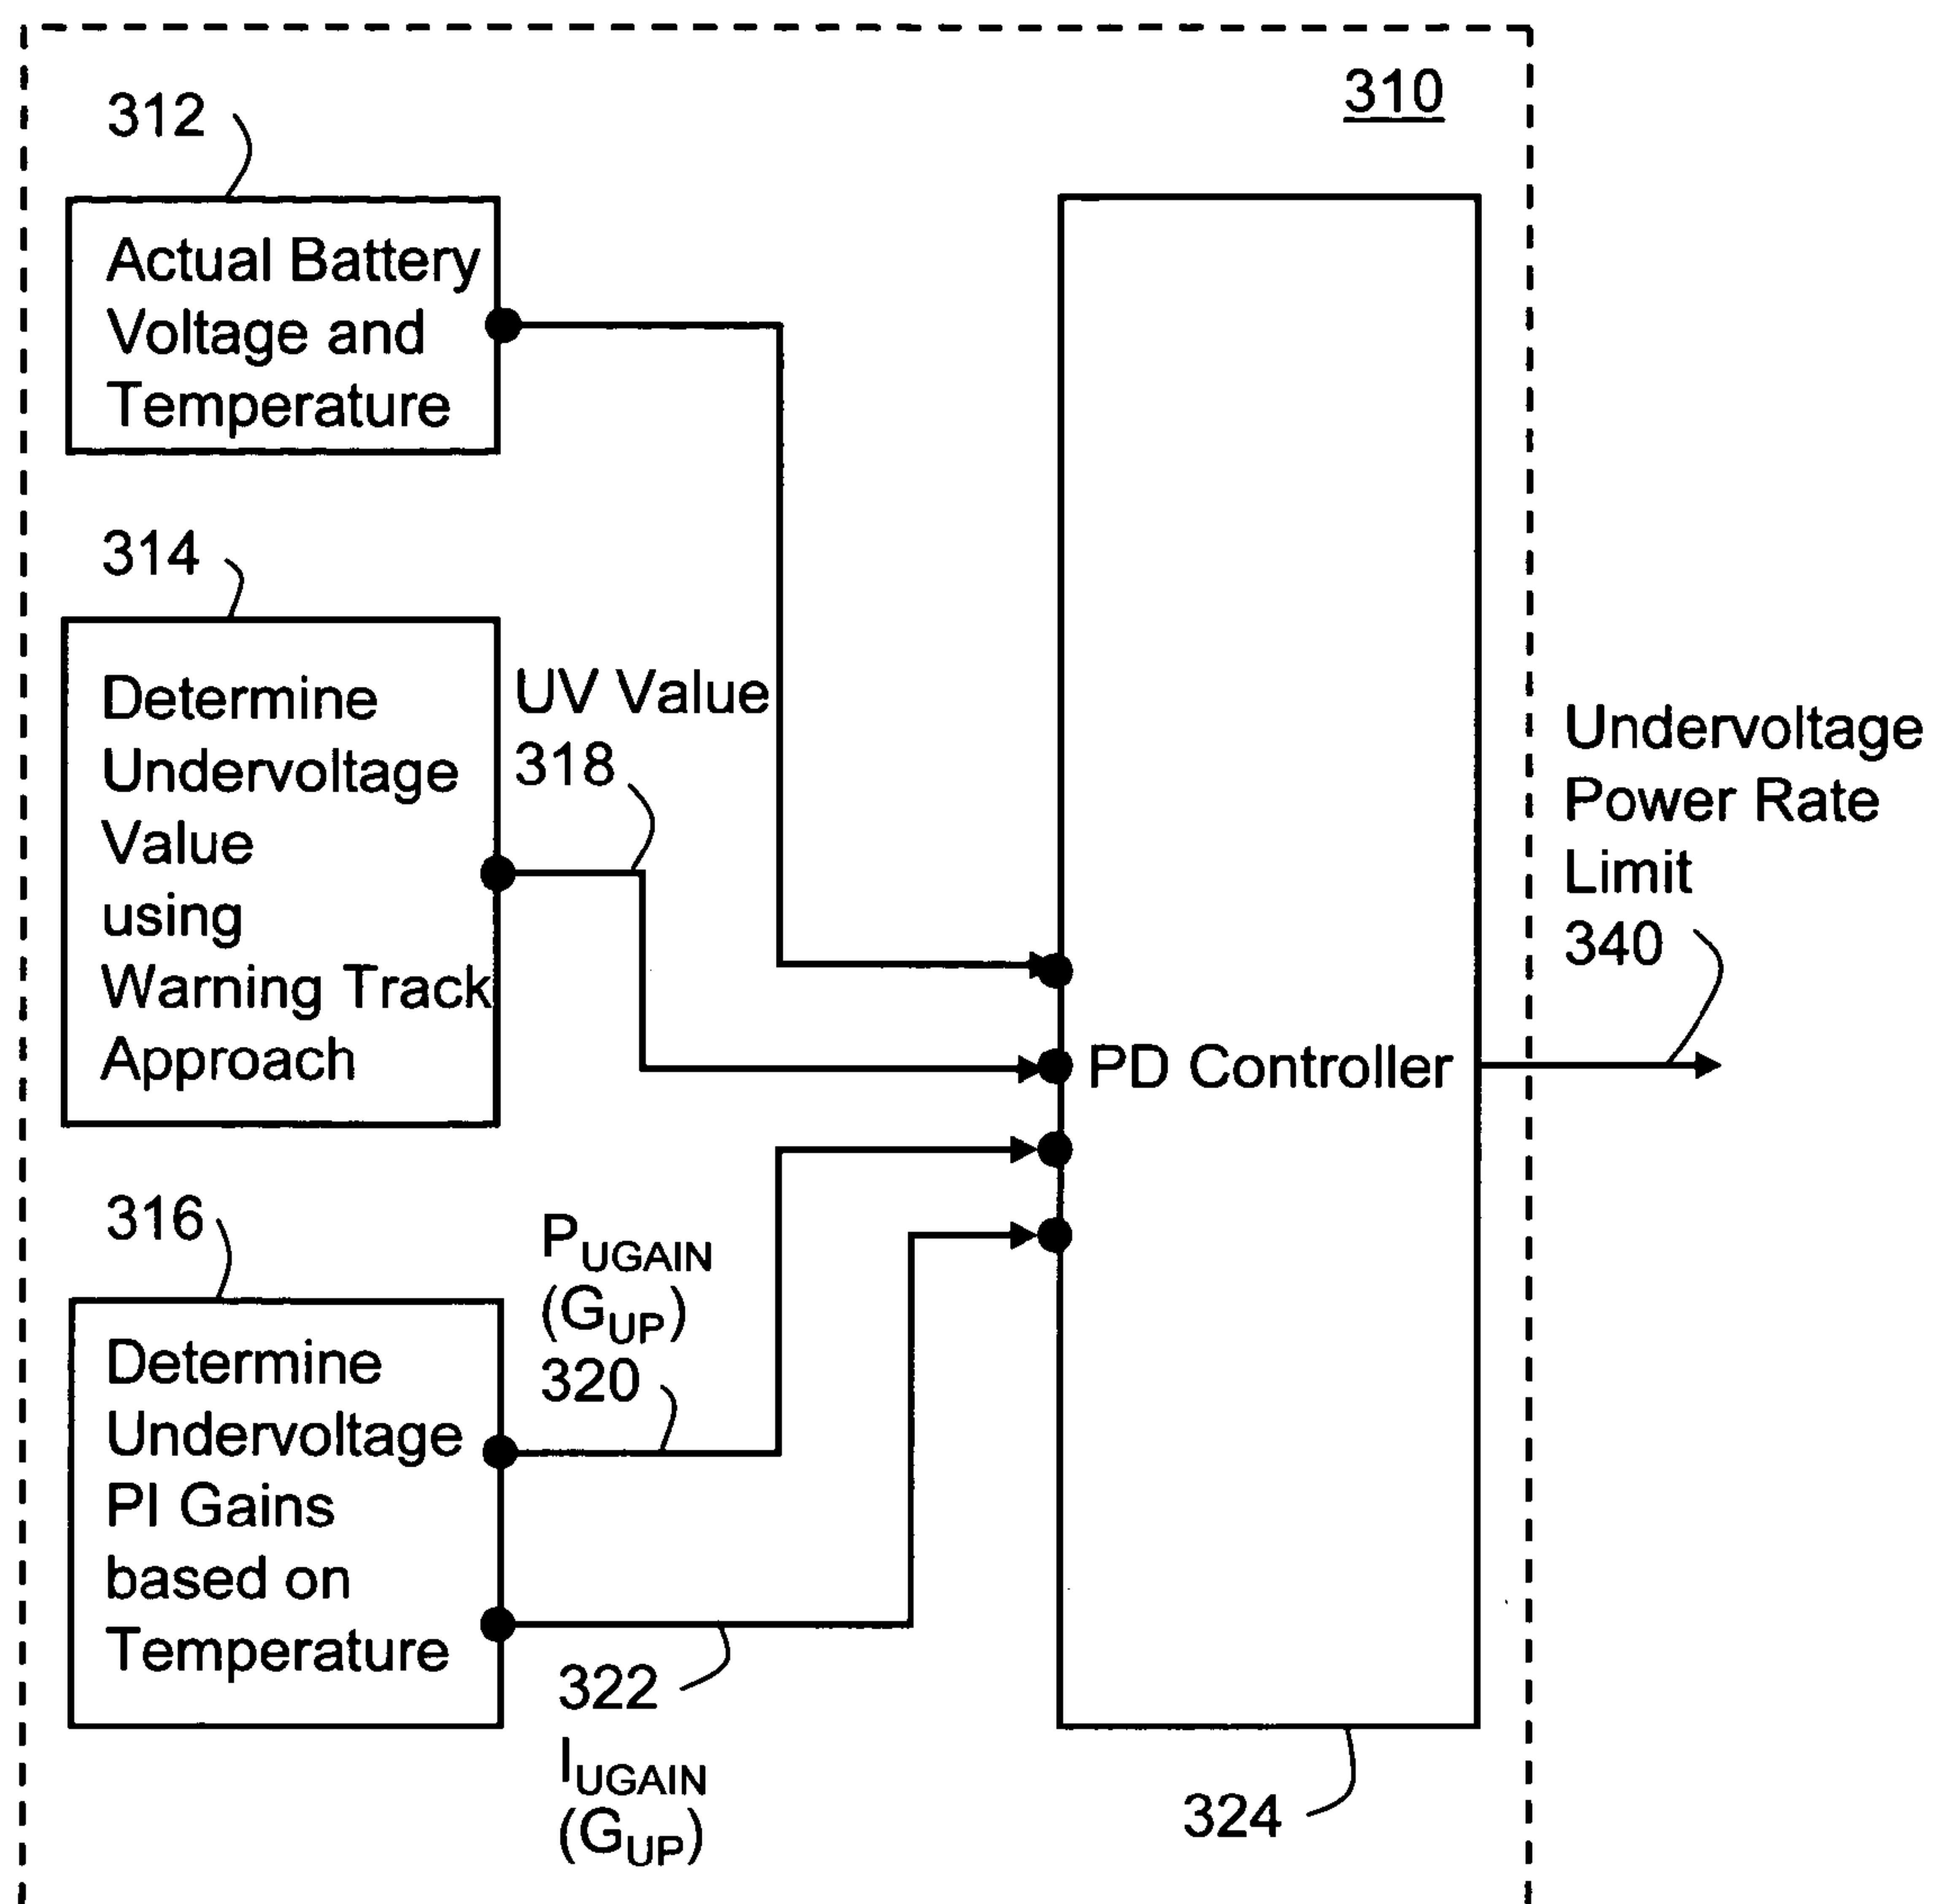 310
312
Actual Battery
Voltage and
Temperature
314
Determine
Undervoltage
Value
using
Warning Track
Approach
UV Value
318
316
Determine
Undervoltage
PI Gains
based on
Temperature
PUGAIN
(GUP)
320
322
IUGAIN
(GUP)
PD Controller
324
Undervoltage
Power Rate
Limit
340